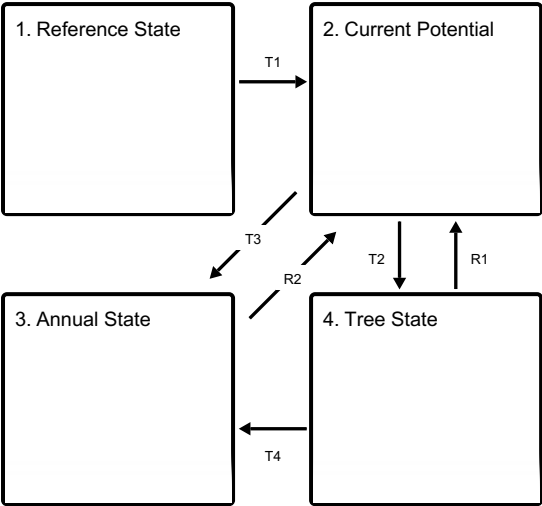 1. Reference State
2. Current Potential
T1
T3
R2
T2
R1
3. Annual State
4. Tree State
T4